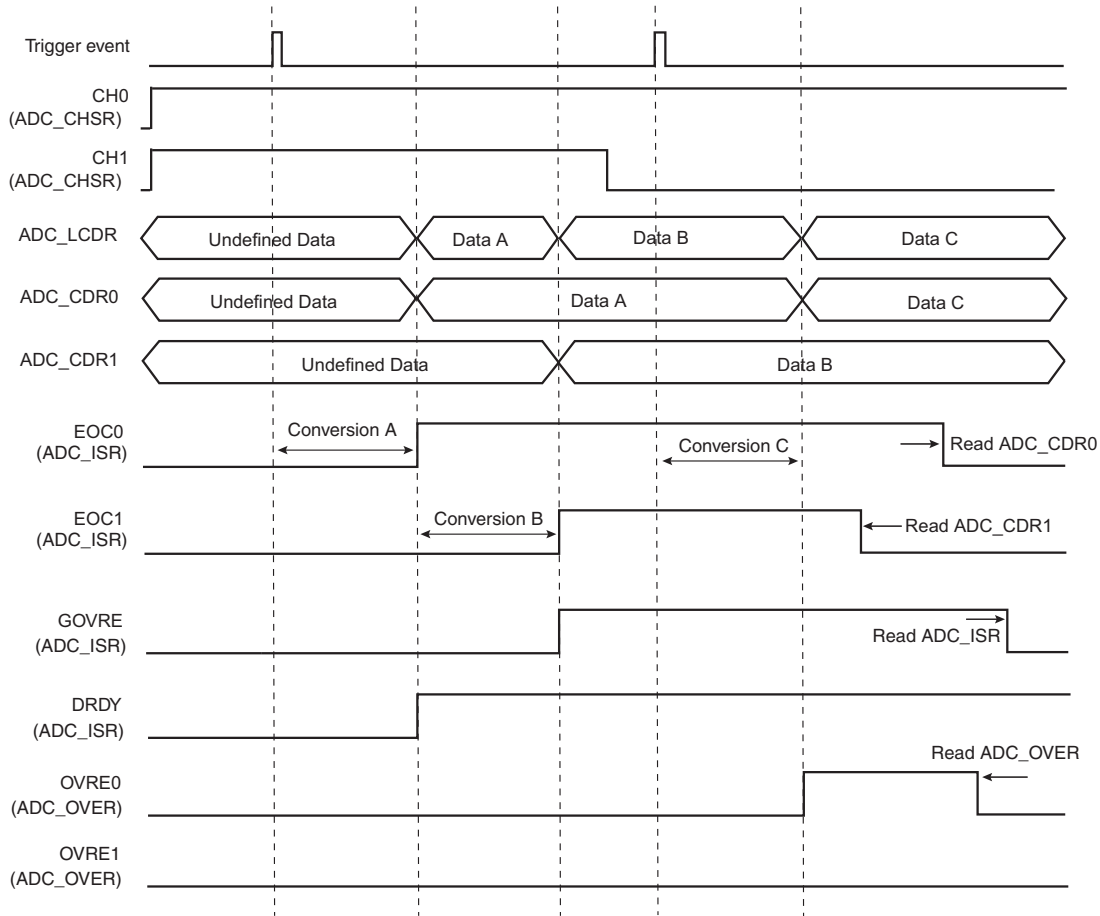 Trigger event
CH0
(ADC_CHSR)
CH1
(ADC_CHSR)
ADC_LCDR
Undefined Data
Data A
Data B
Data C
ADC_CDR0
Undefined Data
Data A
Data C
ADC_CDR1
Undefined Data
Data B
EOC0
(ADC_ISR)
Conversion A
Conversion C
Read ADC_CDR0
EOC1
(ADC_ISR)
Conversion B
Read ADC_CDR1
GOVRE
(ADC_ISR)
Read ADC_ISR
DRDY
(ADC_ISR)
Read ADC_OVER
OVRE0
(ADC_OVER)
OVRE1
(ADC_OVER)